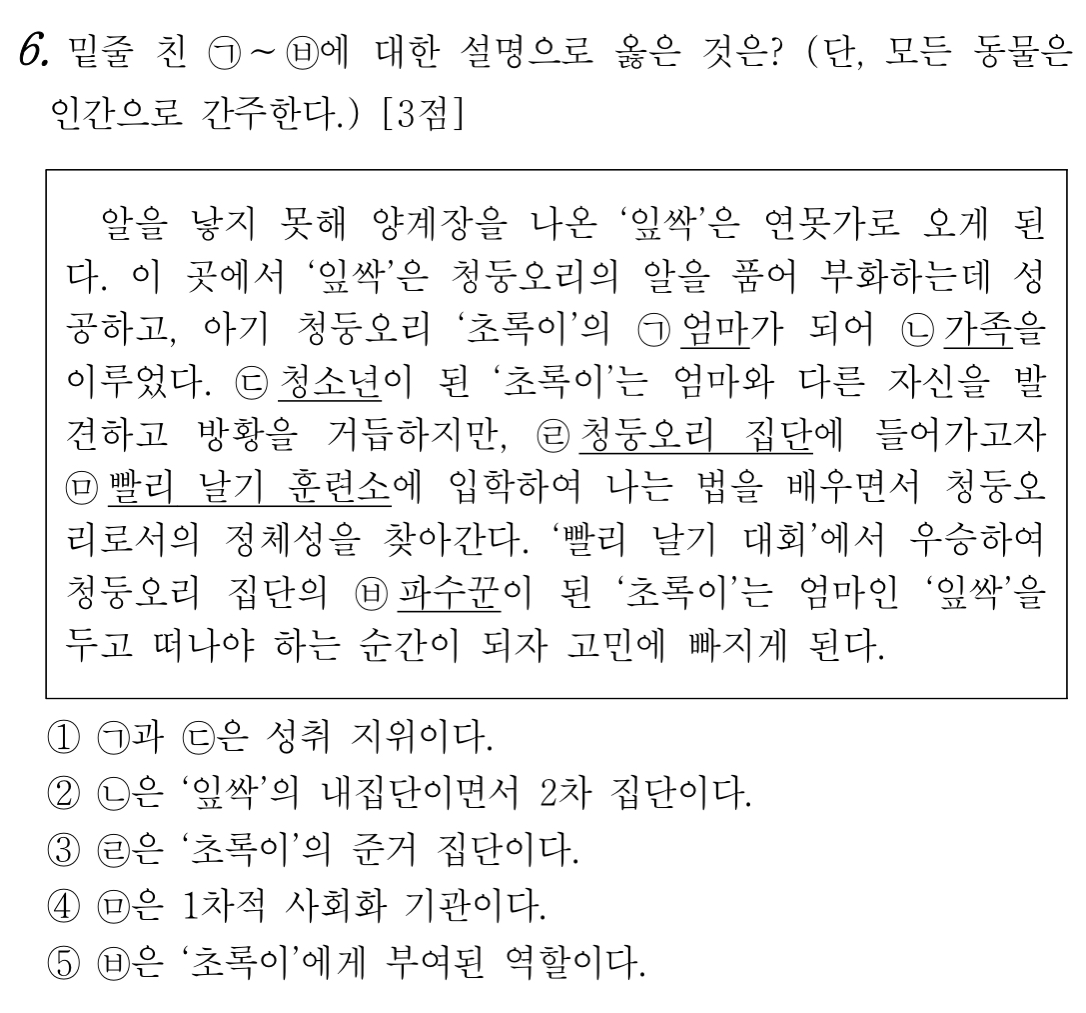 6. 밑줄 친 ㉠~㉥에 대한 설명으로 옳은 것은? (단, 모든 동물은
인간으로 간주한다.) [3점]
알을 낳지 못해 양계장을 나온 ‘잎싹’은 연못가로 오게 된
다. 이 곳에서 ‘잎싹’은 청둥오리의 알을 품어 부화하는데 성
공하고, 아기 청둥오리 ‘초록이’의 ㉠엄마가 되어 ㉡가족을
이루었다. ㉢청소년이 된 ‘초록이’는 엄마와 다른 자신을 발
견하고 방황을 거듭하지만, ㉣청둥오리 집단에 들어가고자
㉤빨리 날기 훈련소에 입학하여 나는 법을 배우면서 청둥오
리로서의 정체성을 찾아간다. ‘빨리 날기 대회’에서 우승하여
청둥오리 집단의 ㉥파수꾼이 된 ‘초록이’는 엄마인 ‘잎싹’을
두고 떠나야 하는 순간이 되자 고민에 빠지게 된다.
① ㉠과 ㉢은 성취 지위이다.
② ㉡은 ‘잎싹’의 내집단이면서 2차 집단이다.
③ ㉣은 ‘초록이’의 준거 집단이다.
④ ㉤은 1차적 사회화 기관이다.
⑤ ㉥은 ‘초록이’에게 부여된 역할이다.